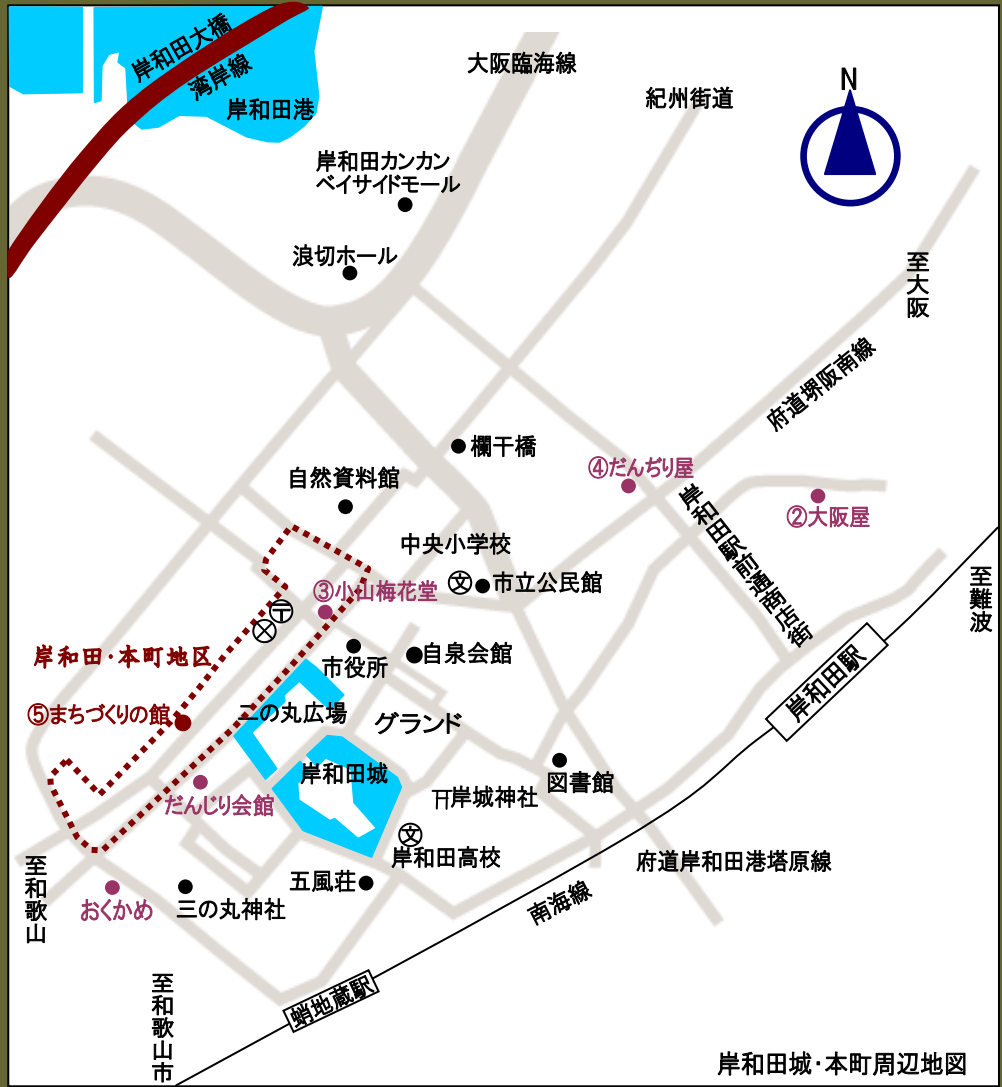 岸和田大橋
湾岸線
岸和田港
大阪臨海線
紀州街道
N
岸和田カンカン
ベイサイドモール
浪切ホール
至大阪
府道堺阪南線
欄干橋
④だんぢり屋
自然資料館
②大阪屋
岸和田駅前通商店街
中央小学校
文
市立公民館
至難波
③小山梅花堂
〒
岸和田・本町地区
市役所
自泉会館
岸和田駅
⑤まちづくりの館
二の丸広場
グランド
岸和田城
図書館
だんじり会館
岸城神社
文
岸和田高校
府道岸和田港塔原線
至和歌山
五風荘
南海線
おくかめ
三の丸神社
至和歌山市
蛸地蔵駅
岸和田城・本町周辺地図